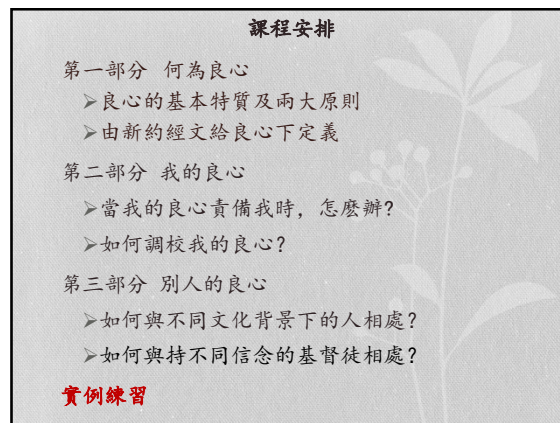 課程安排
第一部分 何為良心
➢良心的基本特質及兩大原則
➢由新約經文給良心下定義
第二部分 我的良心
➢當我的良心責備我時，怎麼辦?
➢如何調校我的良心？
第三部分 別人的良心
➢如何與不同文化背景下的人相處？
➢如何與持不同信念的基督徒相處？
實例練習